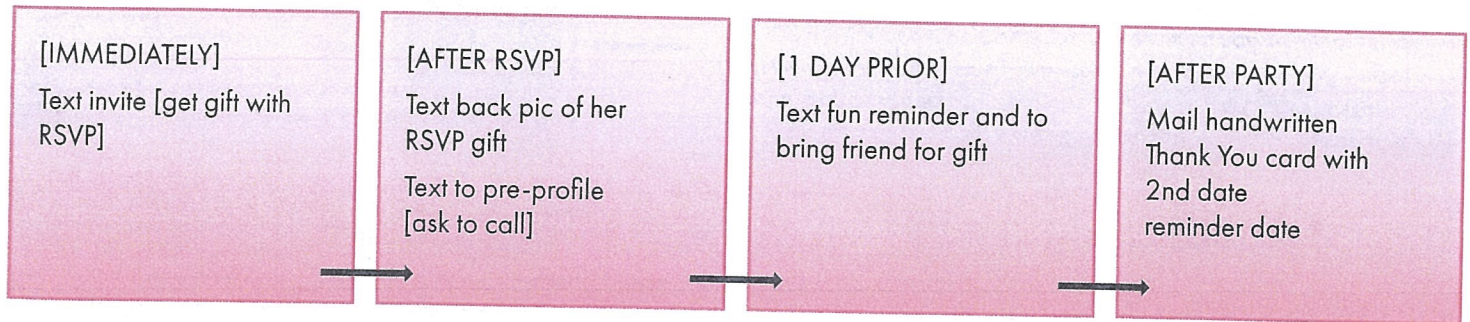 [IMMEDIATELY]
Text invite [get gift with
RSVP]
[AFTER RSVP]
Text back pic of her
RSVP gift
Text to pre-profile
[ask to call]
[1 DAY PRIOR]
Text fun reminder and to
bring friend for gift
[AFTER PARTY]
Mail handwritten
Thank You card with
2nd date
reminder date